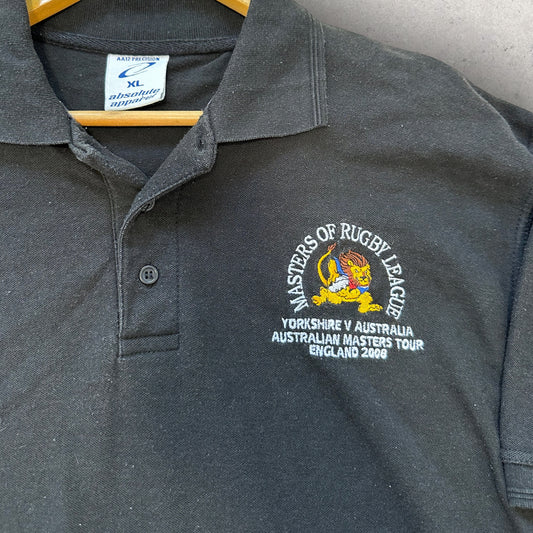 AA12 PRECISION
XL
absolute
apparel
MASTERS OF RUGBY LEAGUE
YORKSHIRE V AUSTRALIA
AUSTRALIAN MASTERS TOUR
ENGLAND 2008